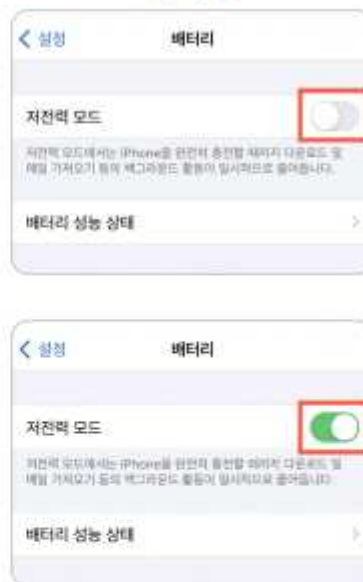 설정
배터리
저전력 모드
저전력 모드에서는 iPhone을 완전히 충전할 때까지 다운로드 및
메일 가져오기 등의 백그라운드 활동이 일시적으로 줄어듭니다.
배터리 성능 상태
설정
배터리
저전력 모드
저전력 모드에서는 iPhone을 완전히 충전할 때까지 다운로드 및
메일 가져오기 등의 백그라운드 활동이 일시적으로 줄어듭니다.
배터리 성능 상태